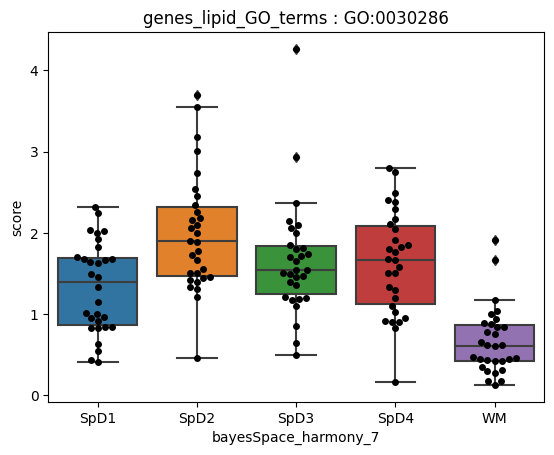 genes_lipid_GO_terms : GO:0030286
4
3
2
1
0
score
SpD1 SpD2 SpD3 SpD4 WM
bayesSpace_harmony_7